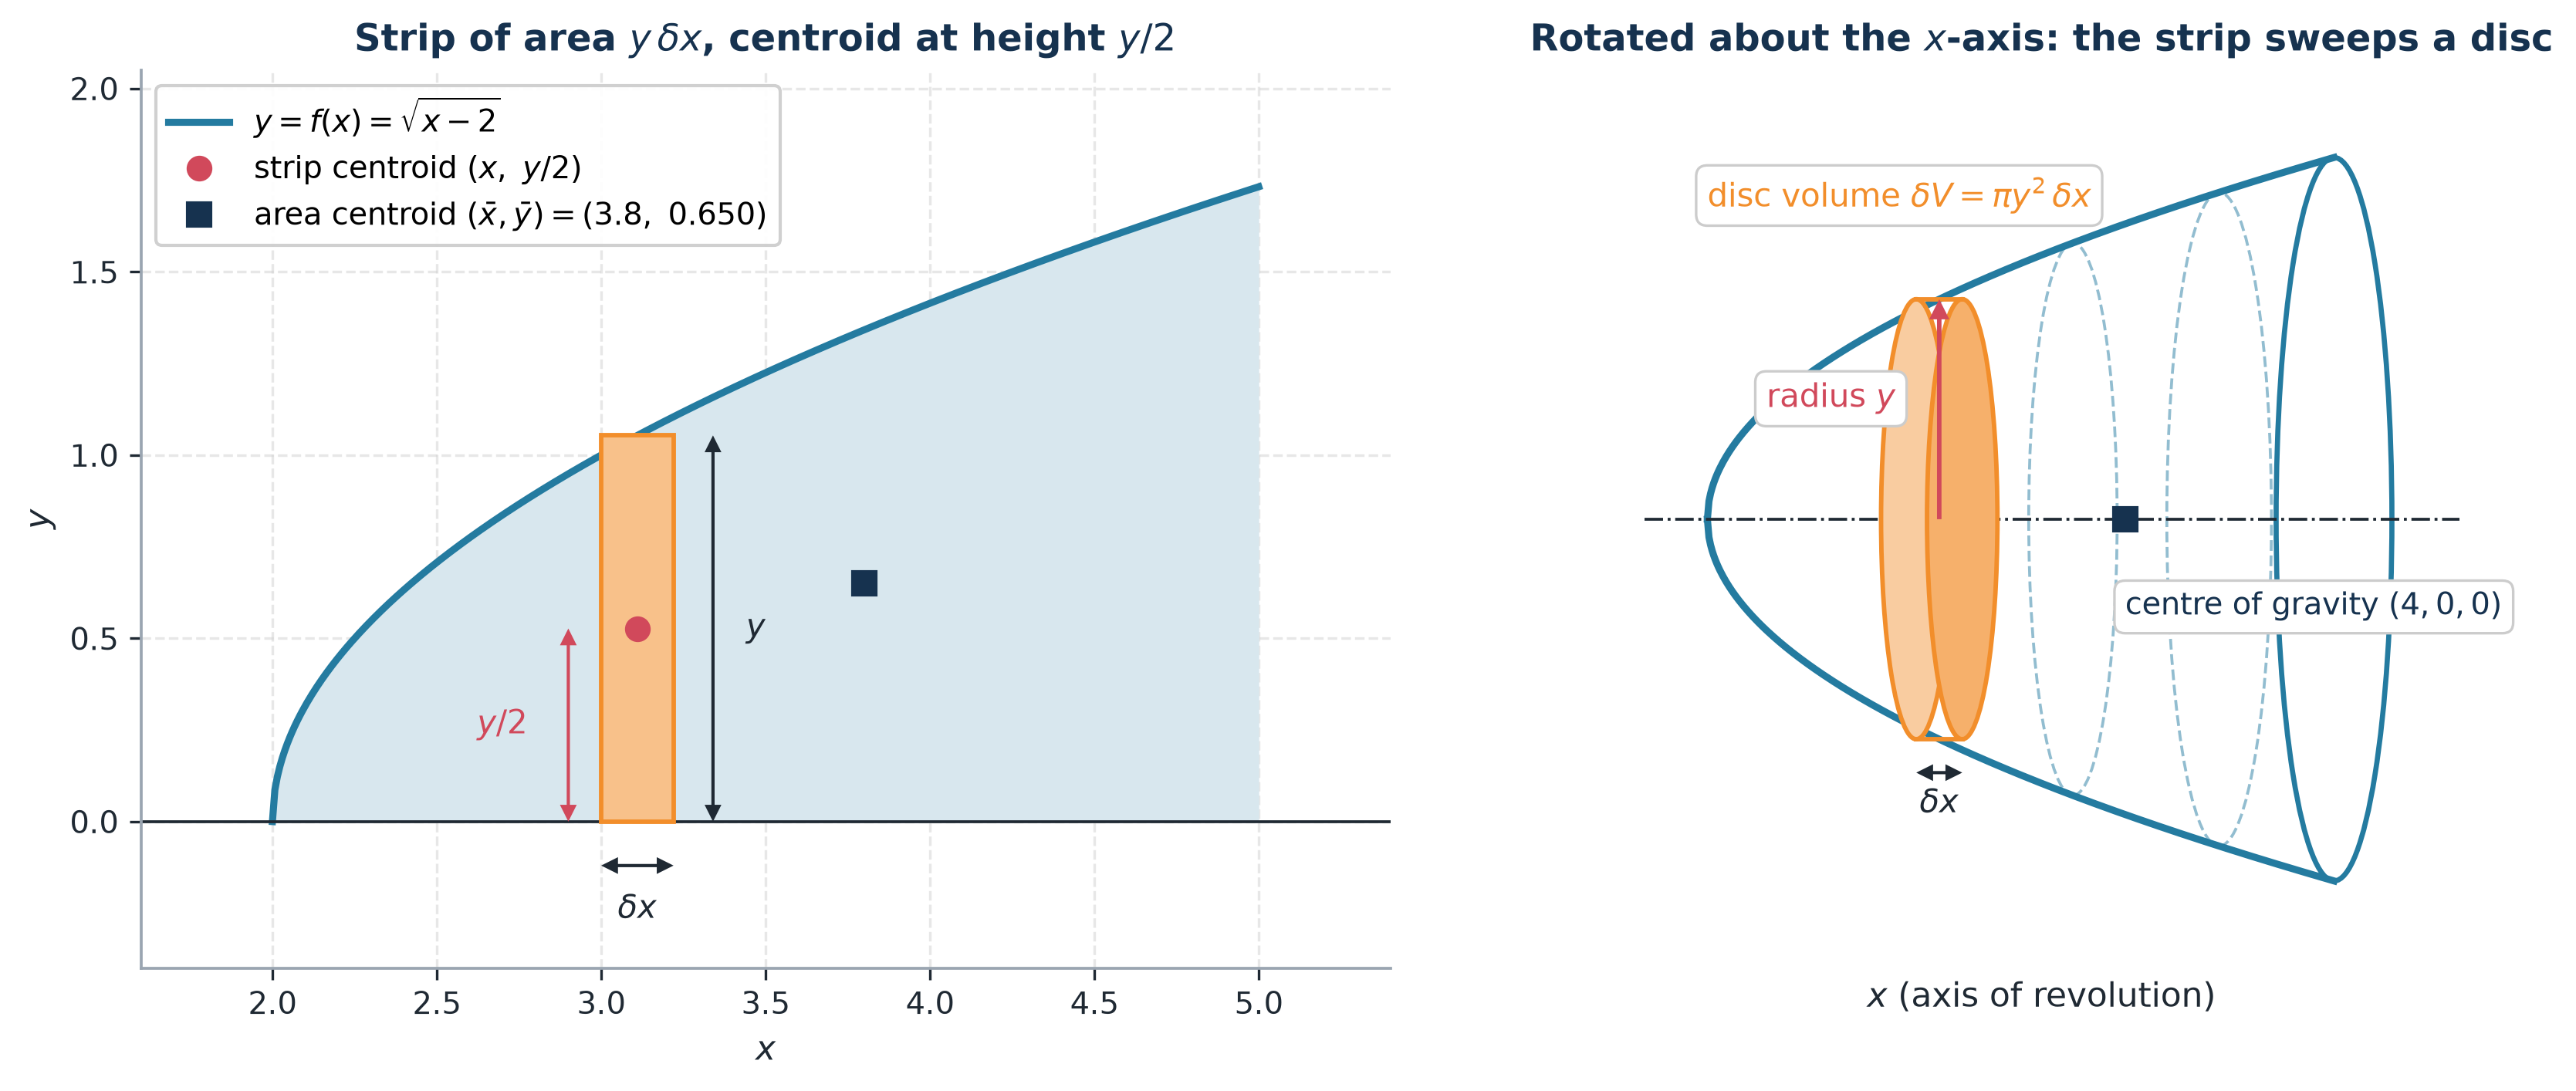 Strip of area y δx, centroid at height y/2
y = f(x) = √x − 2
strip centroid (x, y/2)
area centroid (x̄, ȳ) = (3.8, 0.650)
2.0
1.5
1.0
0.5
0.0
y
y/2
y
δx
2.0 2.5 3.0 3.5 4.0 4.5 5.0
x
Rotated about the x-axis: the strip sweeps a disc
disc volume δV = πy² δx
radius y
centre of gravity (4, 0, 0)
δx
x (axis of revolution)